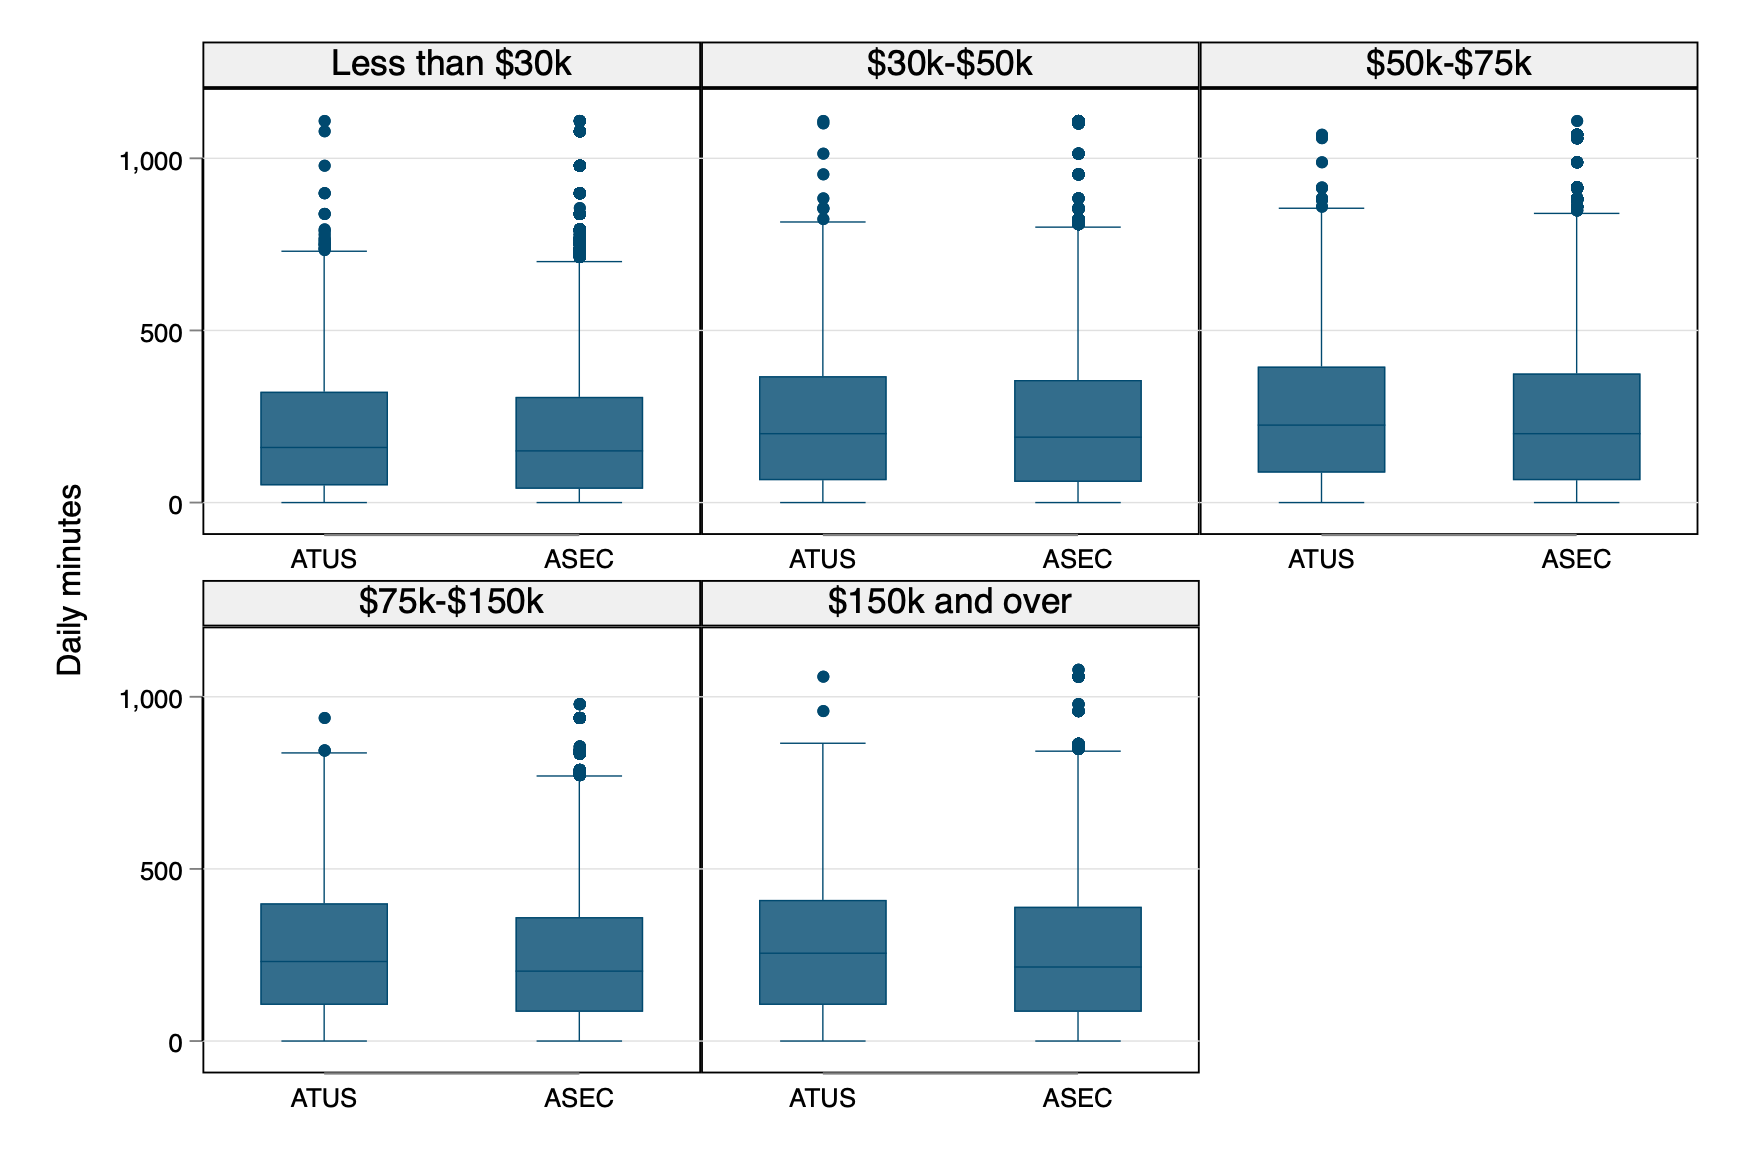 Less than $30k
$30k-$50k
$50k-$75k
1,000
500
0
ATUS
ASEC
ATUS
ASEC
ATUS
ASEC
Daily minutes
$75k-$150k
$150k and over
1,000
500
0
ATUS
ASEC
ATUS
ASEC